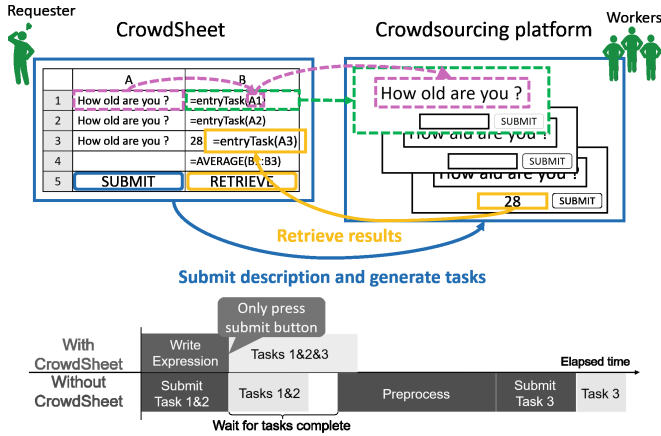 Requester
CrowdSheet
Crowdsourcing platform
Workers
A B
1 How old are you ? =entryTask(A1)
2 How old are you ? =entryTask(A2)
3 How old are you ? 28 =entryTask(A3)
4 =AVERAGE(B1:B3)
5 SUBMIT RETRIEVE
How old are you ?
SUBMIT
How old are you ?
SUBMIT
How old are you ?
28 SUBMIT
Retrieve results
Submit description and generate tasks
Only press
submit button
With
CrowdSheet
Write
Expression
Tasks 1&2&3
Elapsed time
Without
CrowdSheet
Submit
Task 1&2
Tasks 1&2
Preprocess
Submit
Task 3
Task 3
Wait for tasks complete